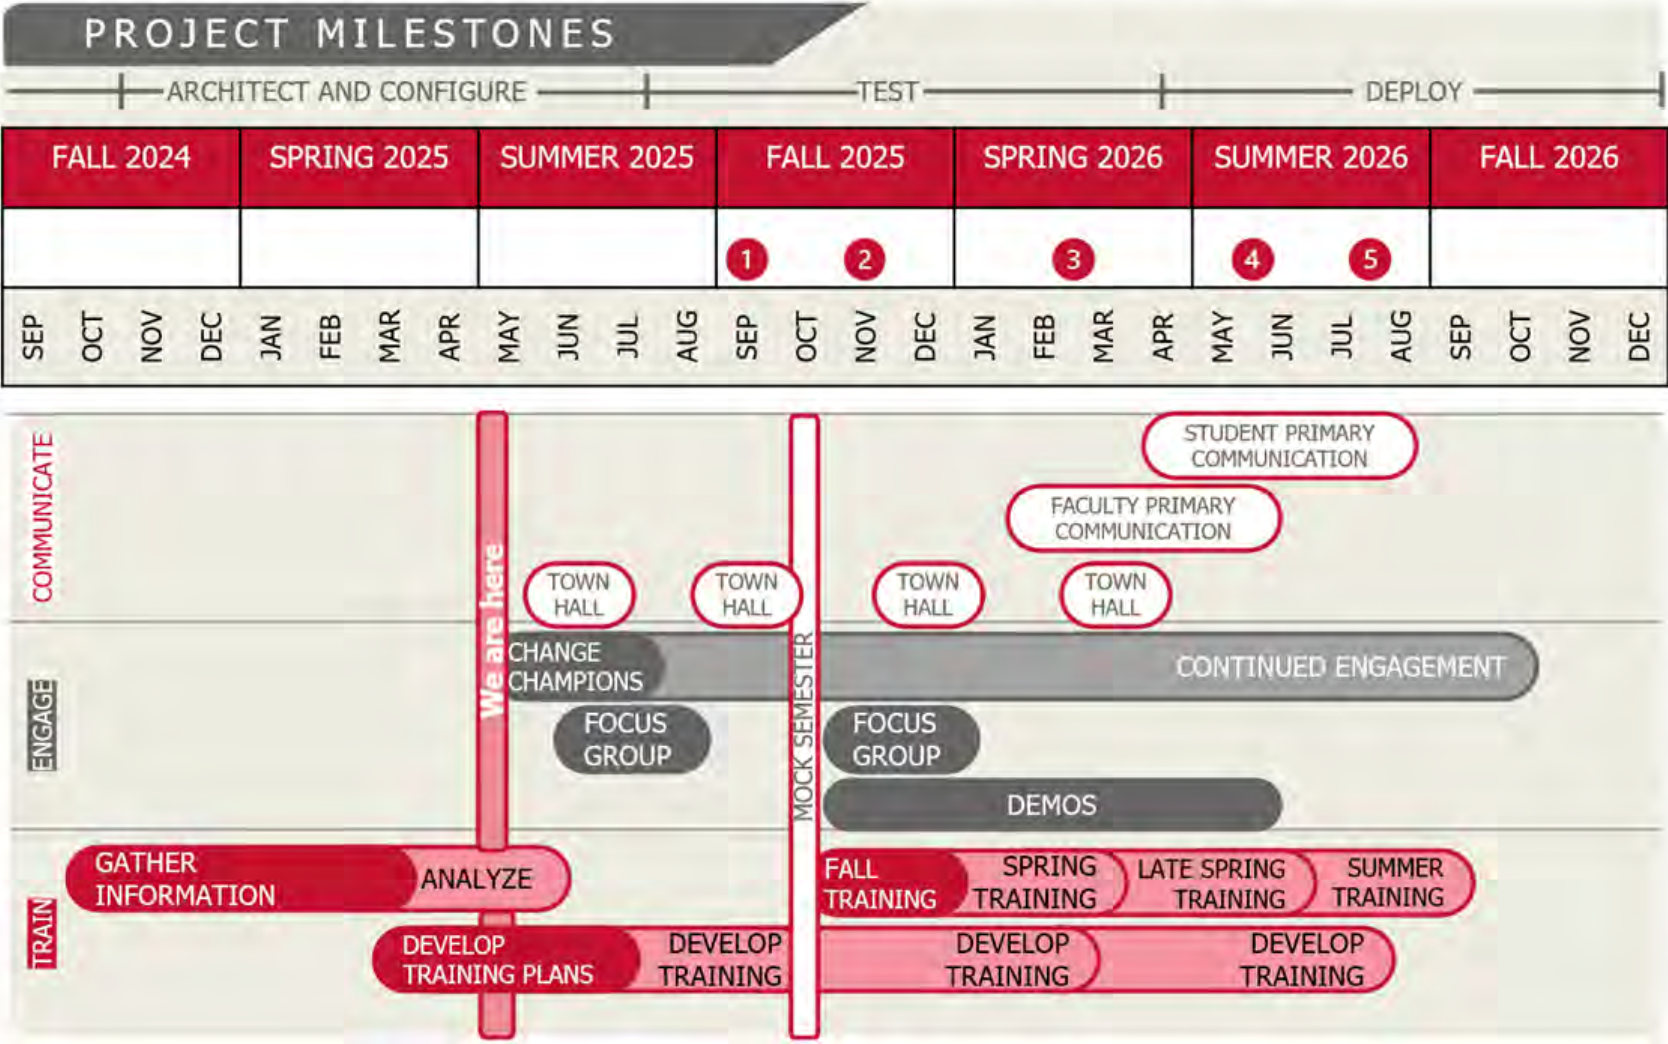 PROJECT MILESTONES
ARCHITECT AND CONFIGURE
TEST
DEPLOY
FALL 2024
SPRING 2025
SUMMER 2025
FALL 2025
SPRING 2026
SUMMER 2026
FALL 2026
1
2
3
4
5
SEP
OCT
NOV
DEC
JAN
FEB
MAR
APR
MAY
JUN
JUL
AUG
SEP
OCT
NOV
DEC
JAN
FEB
MAR
APR
MAY
JUN
JUL
AUG
SEP
OCT
NOV
DEC
COMMUNICATE
STUDENT PRIMARY
COMMUNICATION
FACULTY PRIMARY
COMMUNICATION
TOWN
HALL
TOWN
HALL
TOWN
HALL
TOWN
HALL
We are here
MOCK SEMESTER
ENGAGE
CHANGE
CHAMPIONS
CONTINUED ENGAGEMENT
FOCUS
GROUP
FOCUS
GROUP
DEMOS
TRAIN
GATHER
INFORMATION
ANALYZE
FALL
TRAINING
SPRING
TRAINING
LATE SPRING
TRAINING
SUMMER
TRAINING
DEVELOP
TRAINING PLANS
DEVELOP
TRAINING
DEVELOP
TRAINING
DEVELOP
TRAINING